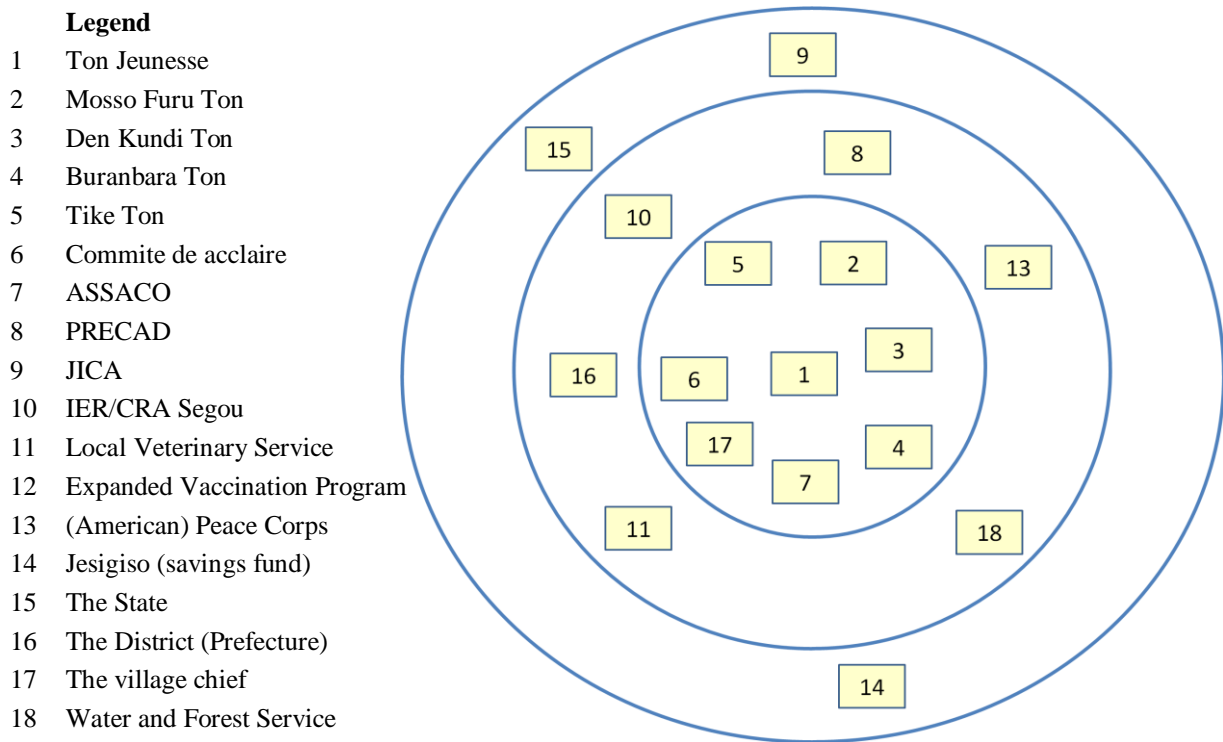 Legend
1 Ton Jeunesse
2 Mosso Furu Ton
3 Den Kundi Ton
4 Buranbara Ton
5 Tike Ton
6 Commite de acclaire
7 ASSACO
8 PRECAD
9 JICA
10 IER/CRA Segou
11 Local Veterinary Service
12 Expanded Vaccination Program
13 (American) Peace Corps
14 Jesigiso (savings fund)
15 The State
16 The District (Prefecture)
17 The village chief
18 Water and Forest Service
9
15
8
10
5
2
13
3
16
6
1
17
4
7
11
18
14